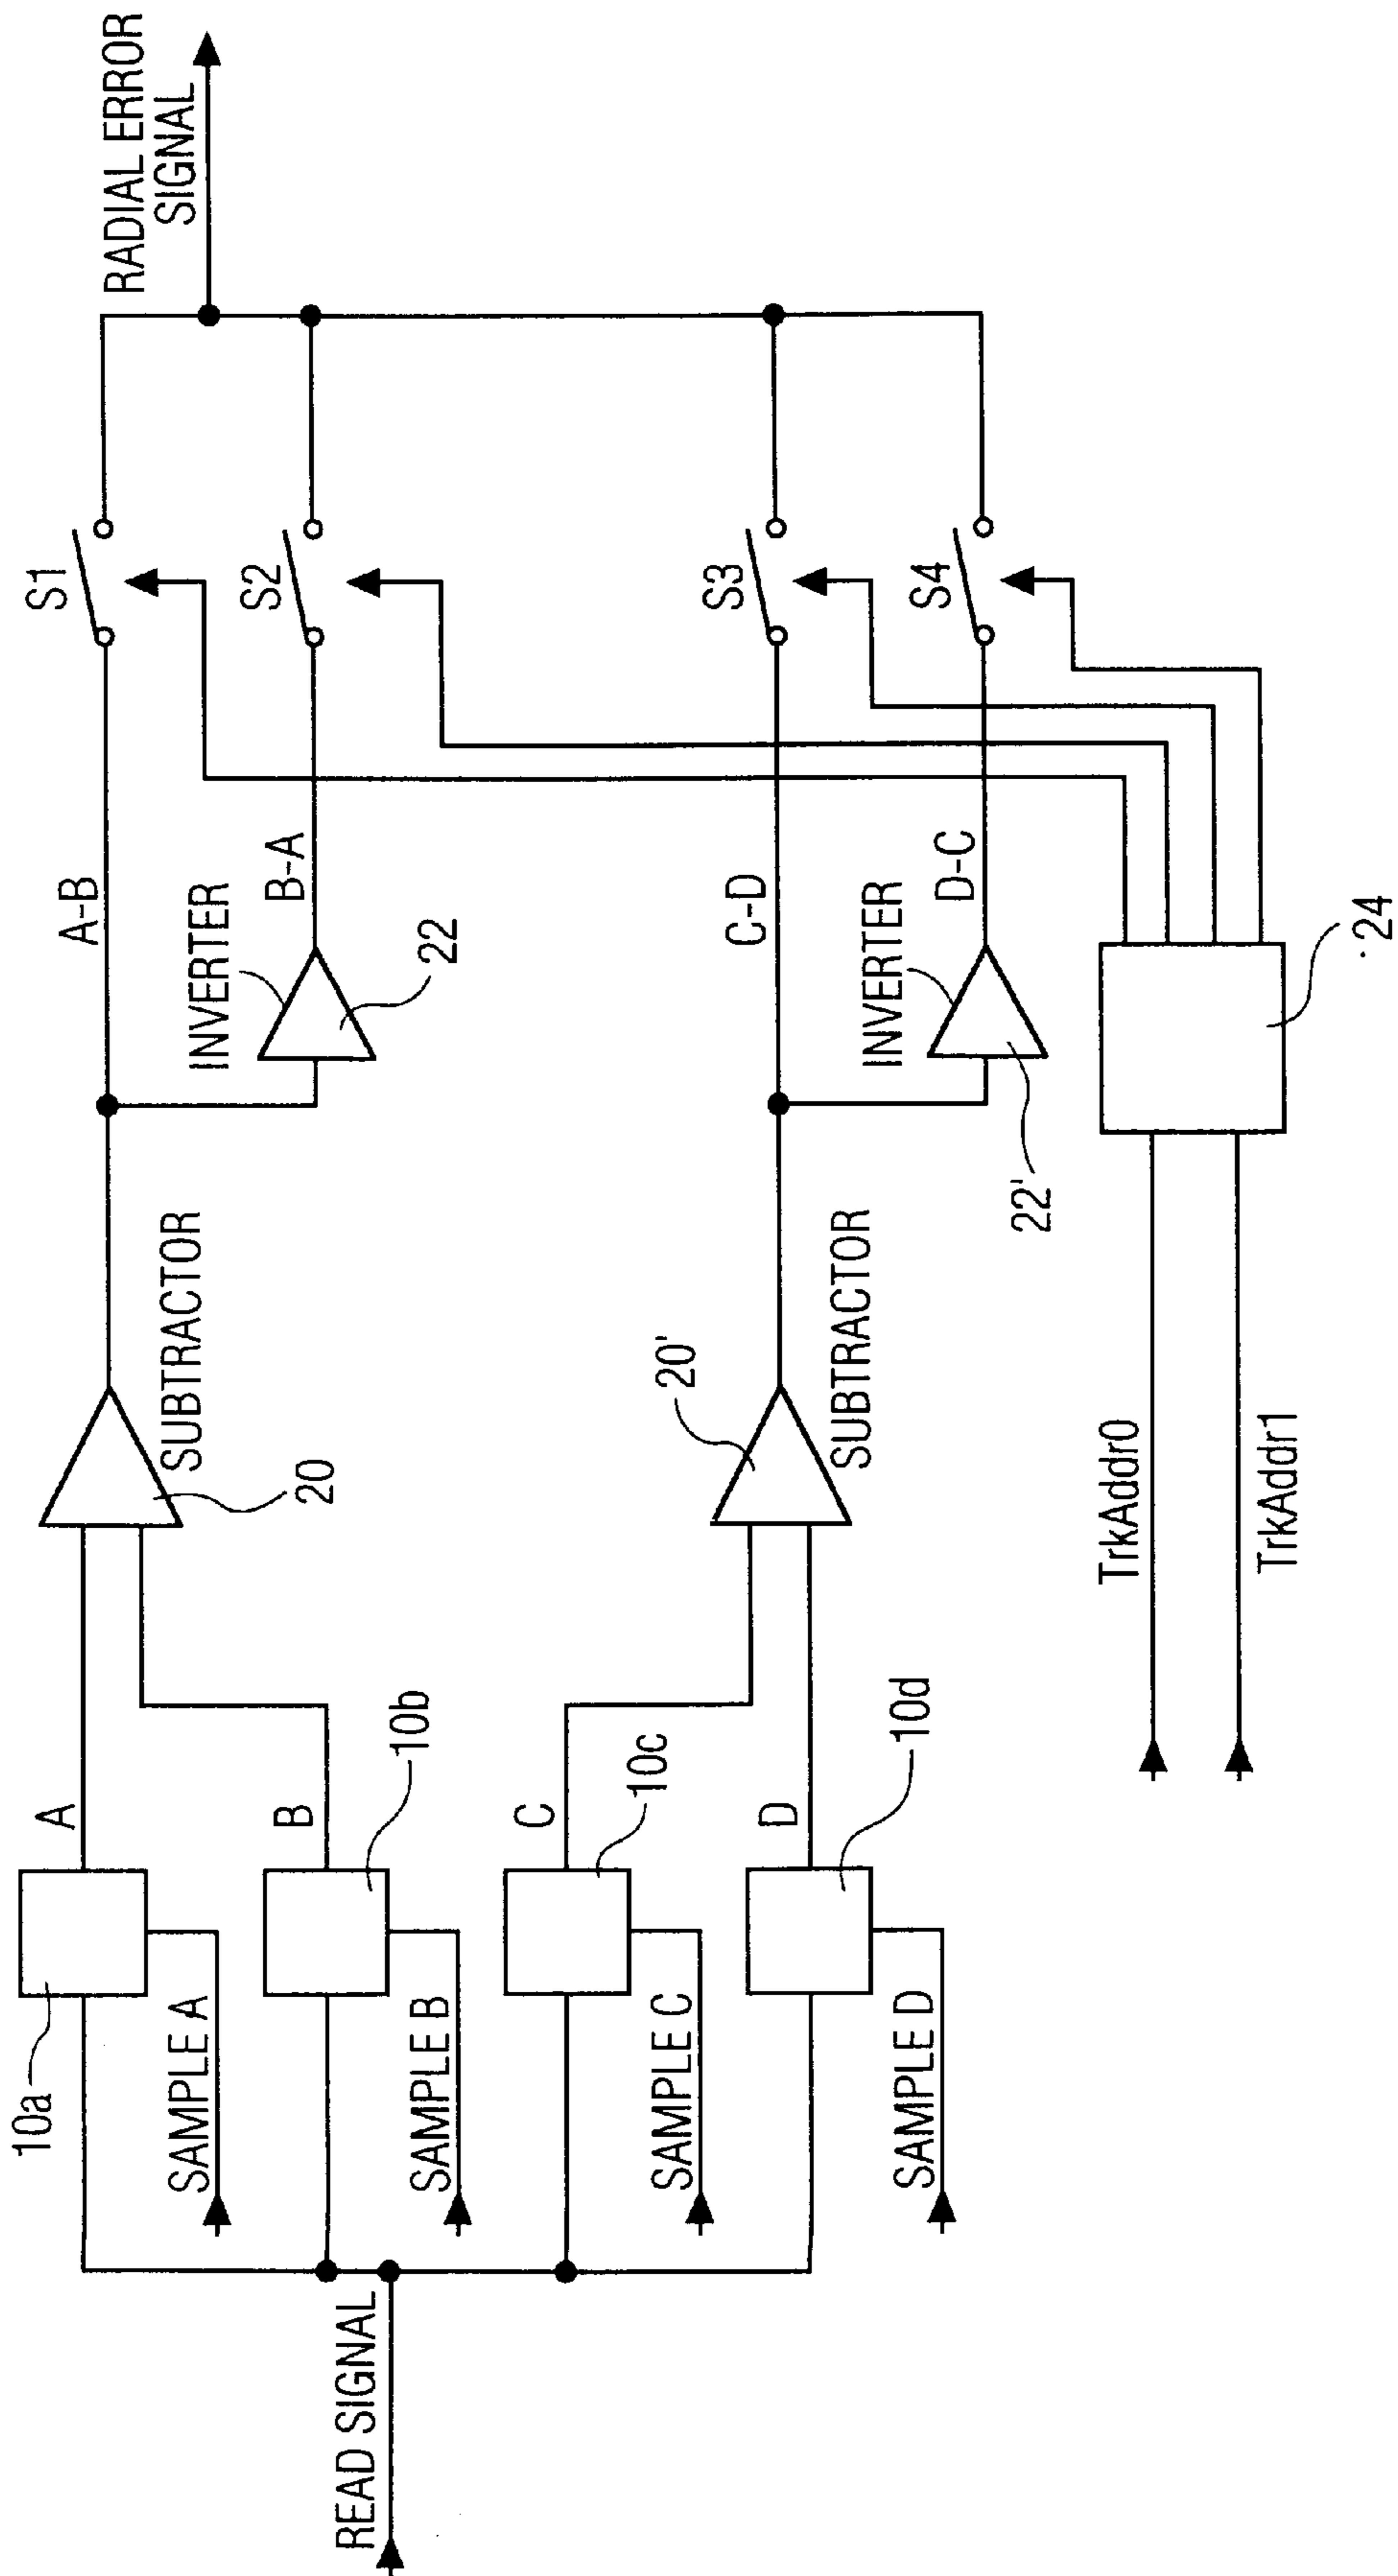 RADIAL ERROR
SIGNAL
S1
S2
S3
S4
A-B
B-A
C-D
D-C
INVERTER
22
INVERTER
22'
24
SUBTRACTOR
20
SUBTRACTOR
20'
TrkAddr0
TrkAddr1
A
B
C
D
10a
10b
10c
10d
SAMPLE A
SAMPLE B
SAMPLE C
SAMPLE D
READ SIGNAL